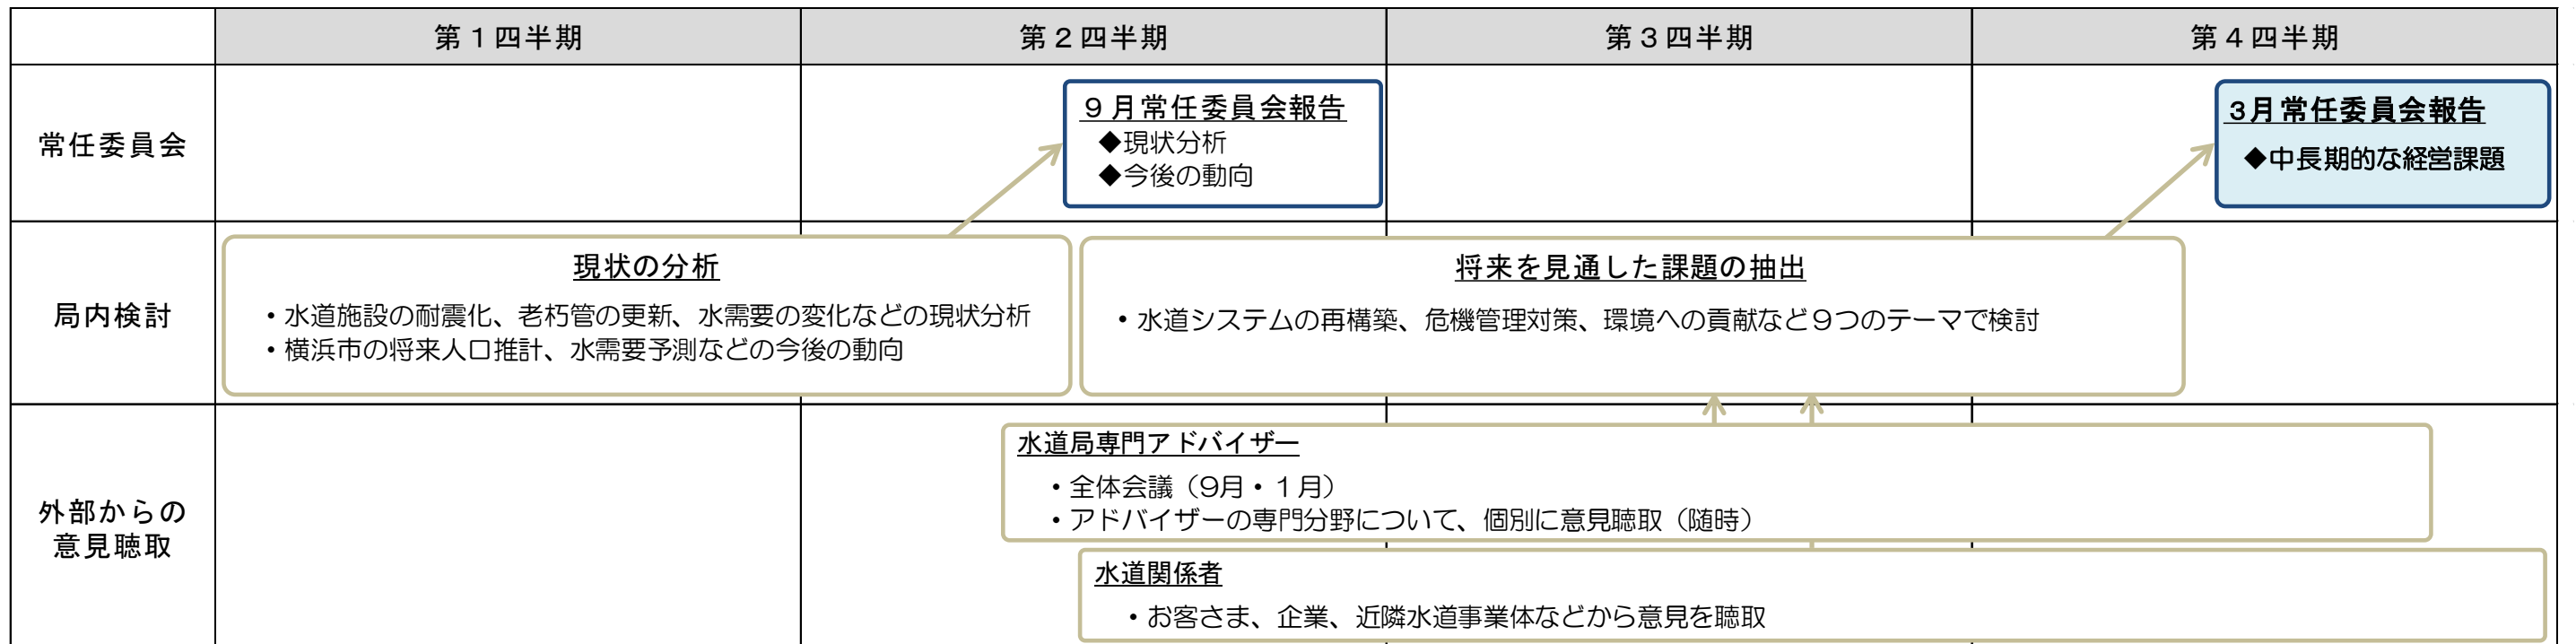 第１四半期
第２四半期
第３四半期
第４四半期
常任委員会
９月常任委員会報告
◆現状分析
◆今後の動向
3月常任委員会報告
◆中長期的な経営課題
局内検討
現状の分析
・水道施設の耐震化、老朽管の更新、水需要の変化などの現状分析
・横浜市の将来人口推計、水需要予測などの今後の動向
将来を見通した課題の抽出
・水道システムの再構築、危機管理対策、環境への貢献など９つのテーマで検討
外部からの
意見聴取
水道局専門アドバイザー
・全体会議（9月・１月）
・アドバイザーの専門分野について、個別に意見聴取（随時）
水道関係者
・お客さま、企業、近隣水道事業体などから意見を聴取